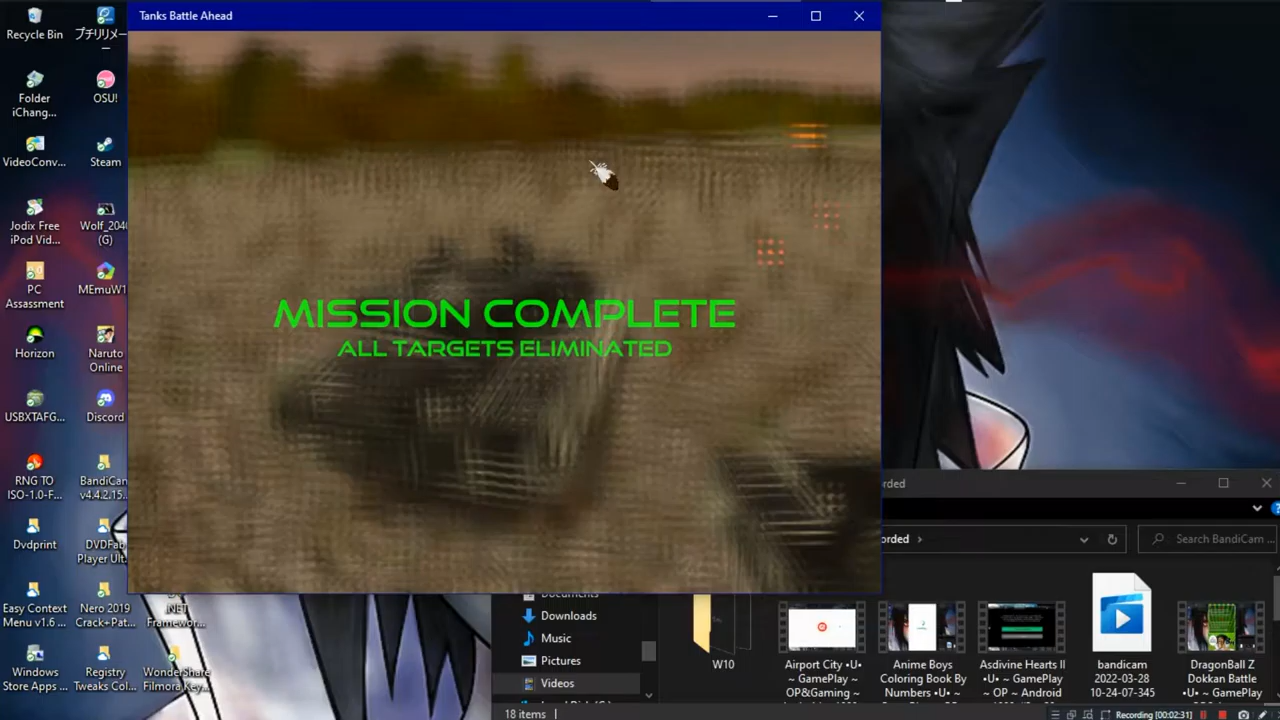 Tanks Battle Ahead
MISSION COMPLETE
ALL TARGETS ELIMINATED
Recycle Bin
プチリリメー
ー
Folder
iChang...
OSU!
VideoConv...
Steam
Jodix Free
iPod Vid...
Wolf_204
(G)
PC
Assassment
MEmuW1
Horizon
Naruto
Online
USBXTAFG...
Discord
RNG TO
ISO-1.0-F...
BandiCam
v4.4.2.15...
Dvdprint
DVDFab
Player Ult...
Easy Context
Menu v1.6 ...
Nero 2019
Crack+Pat...
.NET
Framewor...
Windows
Store Apps ...
Registry
Tweaks Col...
WonderShare
Filmora Key...
rded
orded
Search BandiCam ...
Documents
Downloads
Music
Pictures
Videos
W10
Airport City •U•
~ GamePlay ~
OP&Gaming ~
Anime Boys
Coloring Book By
Numbers •U• ~
Asdivine Hearts II
•U• ~ GamePlay
~ OP ~ Android
bandicam
2022-03-28
10-24-07-345
DragonBall Z
Dokkan Battle
•U• ~ GamePlay
18 items
Recording [00:02:31]